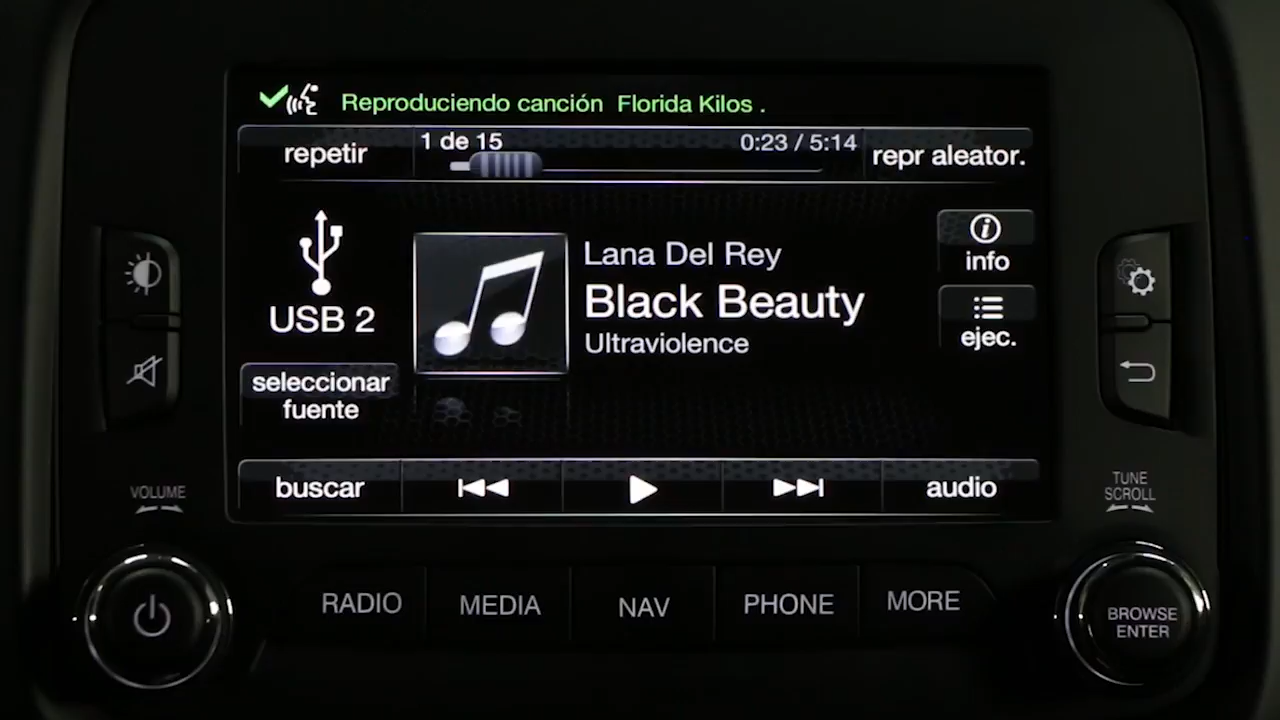 Reproduciendo canción Florida Kilos .
repetir
1 de 15
0:23 / 5:14
repr aleator.
USB 2
seleccionar
fuente
Lana Del Rey
Black Beauty
Ultraviolence
info
ejec.
buscar
audio
VOLUME
TUNE
SCROLL
RADIO
MEDIA
NAV
PHONE
MORE
BROWSE
ENTER